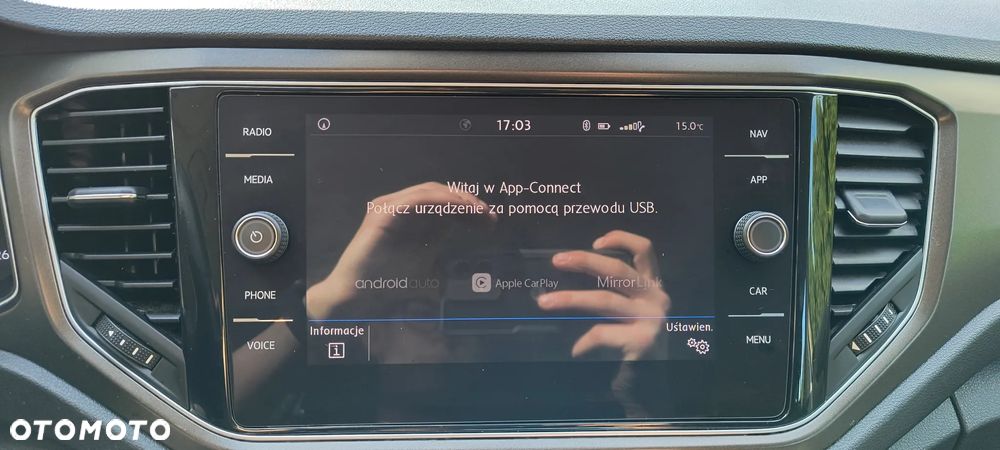 RADIO
MEDIA
PHONE
VOICE
17:03
15.0°C
Witaj w App-Connect
Połącz urządzenie za pomocą przewodu USB.
androidauto
Apple CarPlay
MirrorLink
Informacje
i
Ustawien.
NAV
APP
CAR
MENU
26
OTOMOTO